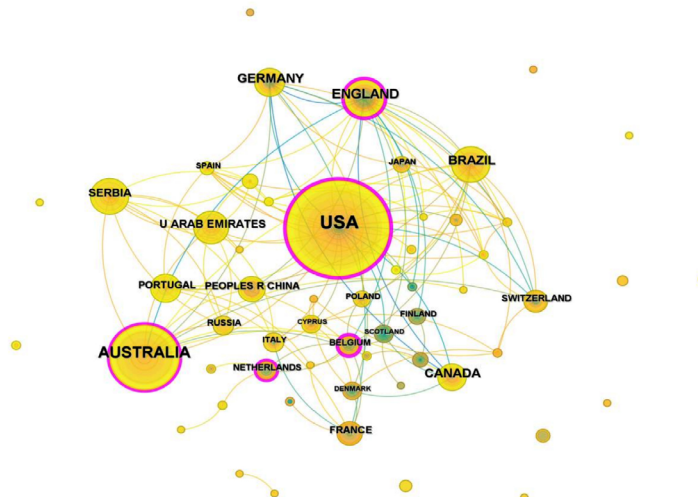 GERMANY
ENGLAND
JAPAN
BRAZIL
SPAIN
SERBIA
U ARAB EMIRATES
USA
PORTUGAL
PEOPLES R CHINA
POLAND
SWITZERLAND
FINLAND
RUSSIA
CYPRUS
SCOTLAND
ITALY
BELGIUM
AUSTRALIA
NETHERLANDS
CANADA
DENMARK
FRANCE